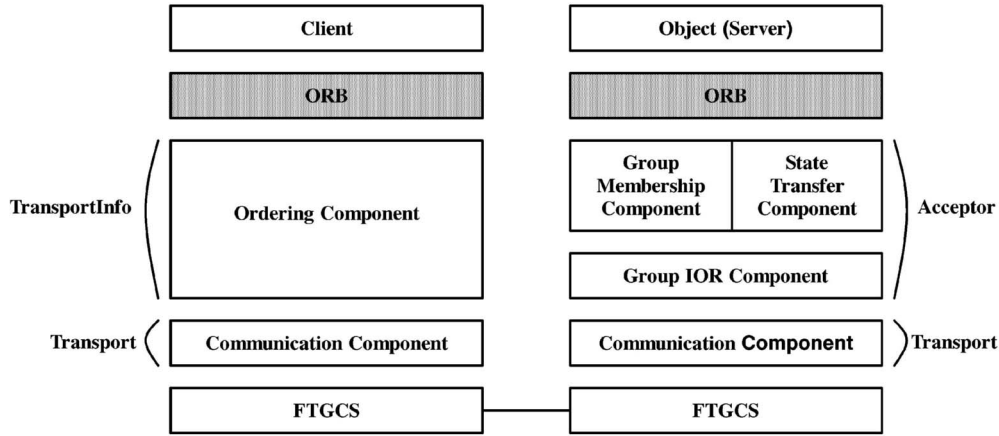 Client
Object (Server)
ORB
ORB
TransportInfo
Ordering Component
Group
Membership
Component
State
Transfer
Component
Acceptor
Group IOR Component
Transport
Communication Component
Communication Component
Transport
FTGCS
FTGCS